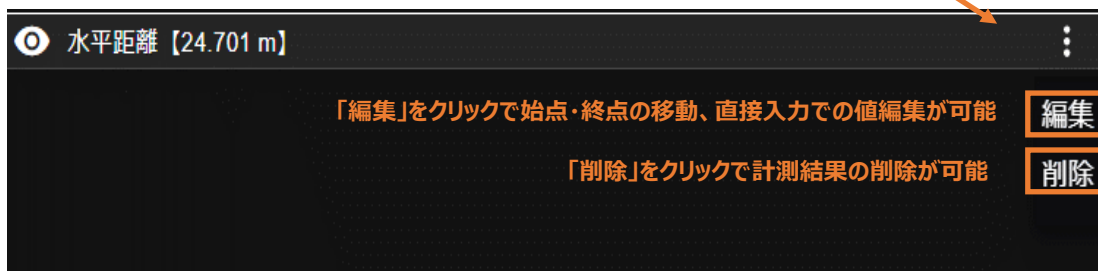 水平距離【24.701 m】
「編集」をクリックで始点・終点の移動、直接入力での値編集が可能 編集
「削除」をクリックで計測結果の削除が可能 削除